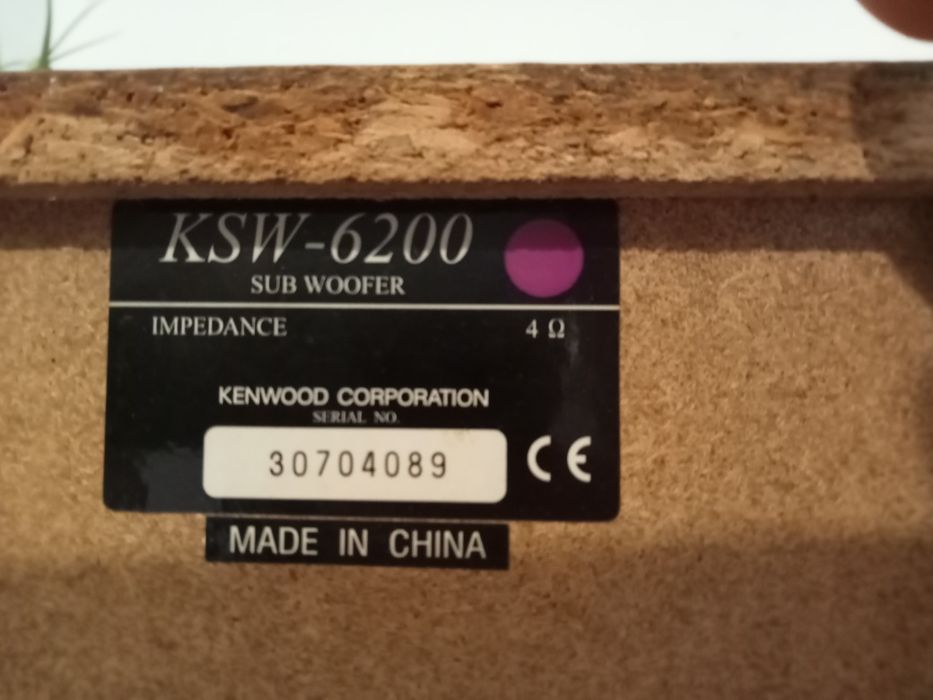 KSW-6200
SUB WOOFER
IMPEDANCE 4 Ω
KENWOOD CORPORATION
SERIAL NO.
30704089
CE
MADE IN CHINA